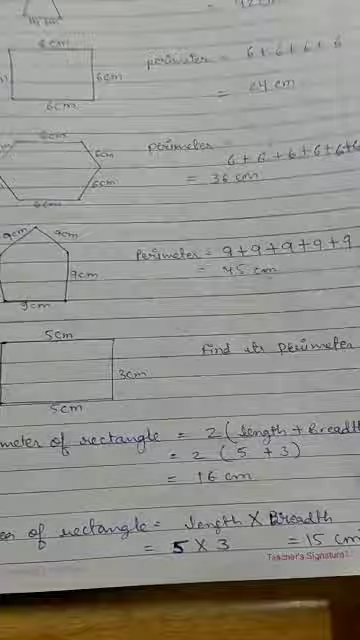 6cm
perimeter = 6+6+6+6
6cm
= 24 cm
6cm
6cm
perimeter =
6+6+6+6+6+6
6cm
= 36 cm
6cm
6cm
9cm 9cm
Perimeter = 9+9+9+9+9
9cm
= 45 cm
9cm
5cm
find its perimeter
3cm
5cm
meter of rectangle = 2 (length + Breadth
= 2 (5 + 3)
= 16 cm
ea of rectangle = length X Breadth
= 5 X 3 = 15 cm
Teacher's Signature